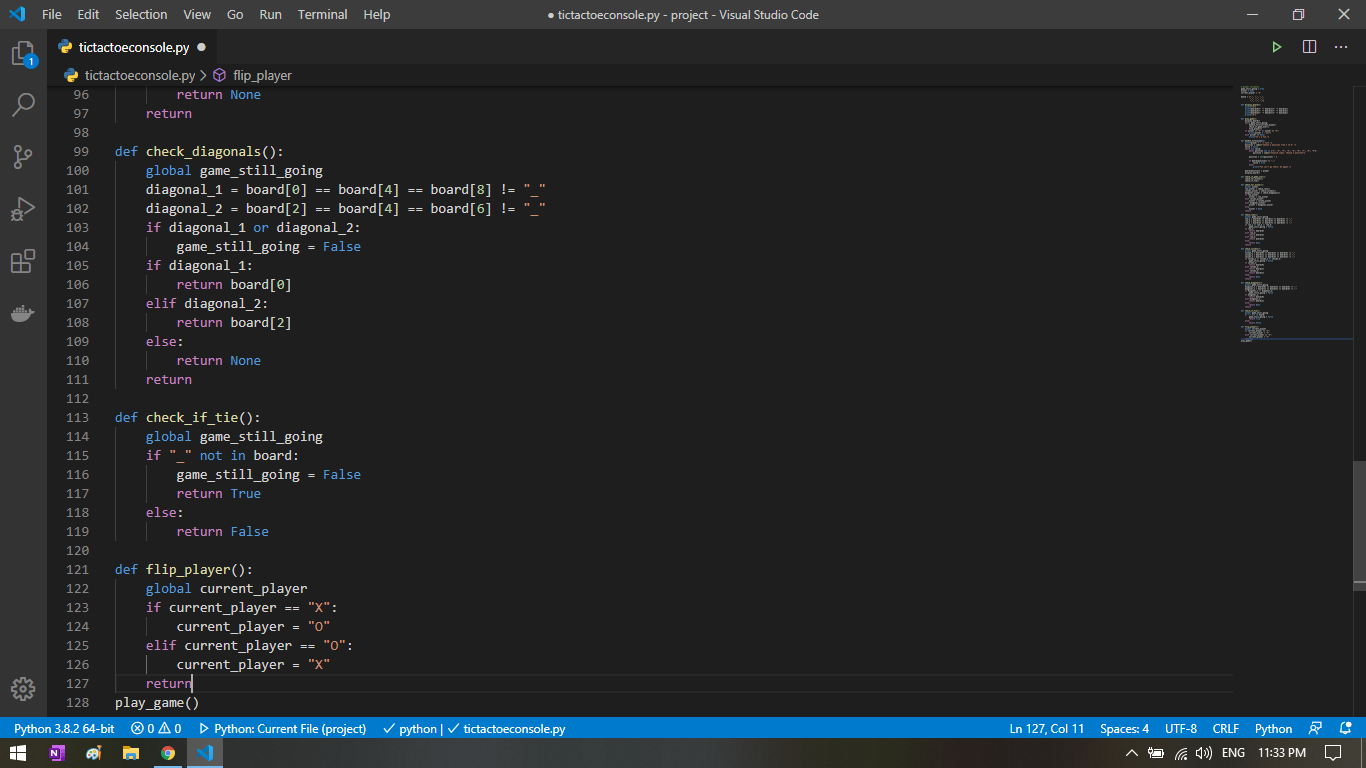 File Edit Selection View Go Run Terminal Help ● tictactoeconsole.py - project - Visual Studio Code
tictactoeconsole.py ●
tictactoeconsole.py > flip_player
1
96 return None
97 return
98
99 def check_diagonals():
100 global game_still_going
101 diagonal_1 = board[0] == board[4] == board[8] != "_"
102 diagonal_2 = board[2] == board[4] == board[6] != "_"
103 if diagonal_1 or diagonal_2:
104 game_still_going = False
105 if diagonal_1:
106 return board[0]
107 elif diagonal_2:
108 return board[2]
109 else:
110 return None
111 return
112
113 def check_if_tie():
114 global game_still_going
115 if "_" not in board:
116 game_still_going = False
117 return True
118 else:
119 return False
120
121 def flip_player():
122 global current_player
123 if current_player == "X":
124 current_player = "O"
125 elif current_player == "O":
126 current_player = "X"
127 return
128 play_game()
Python 3.8.2 64-bit 0 0 Python: Current File (project) ✓ python | ✓ tictactoeconsole.py Ln 127, Col 11 Spaces: 4 UTF-8 CRLF Python
ENG 11:33 PM